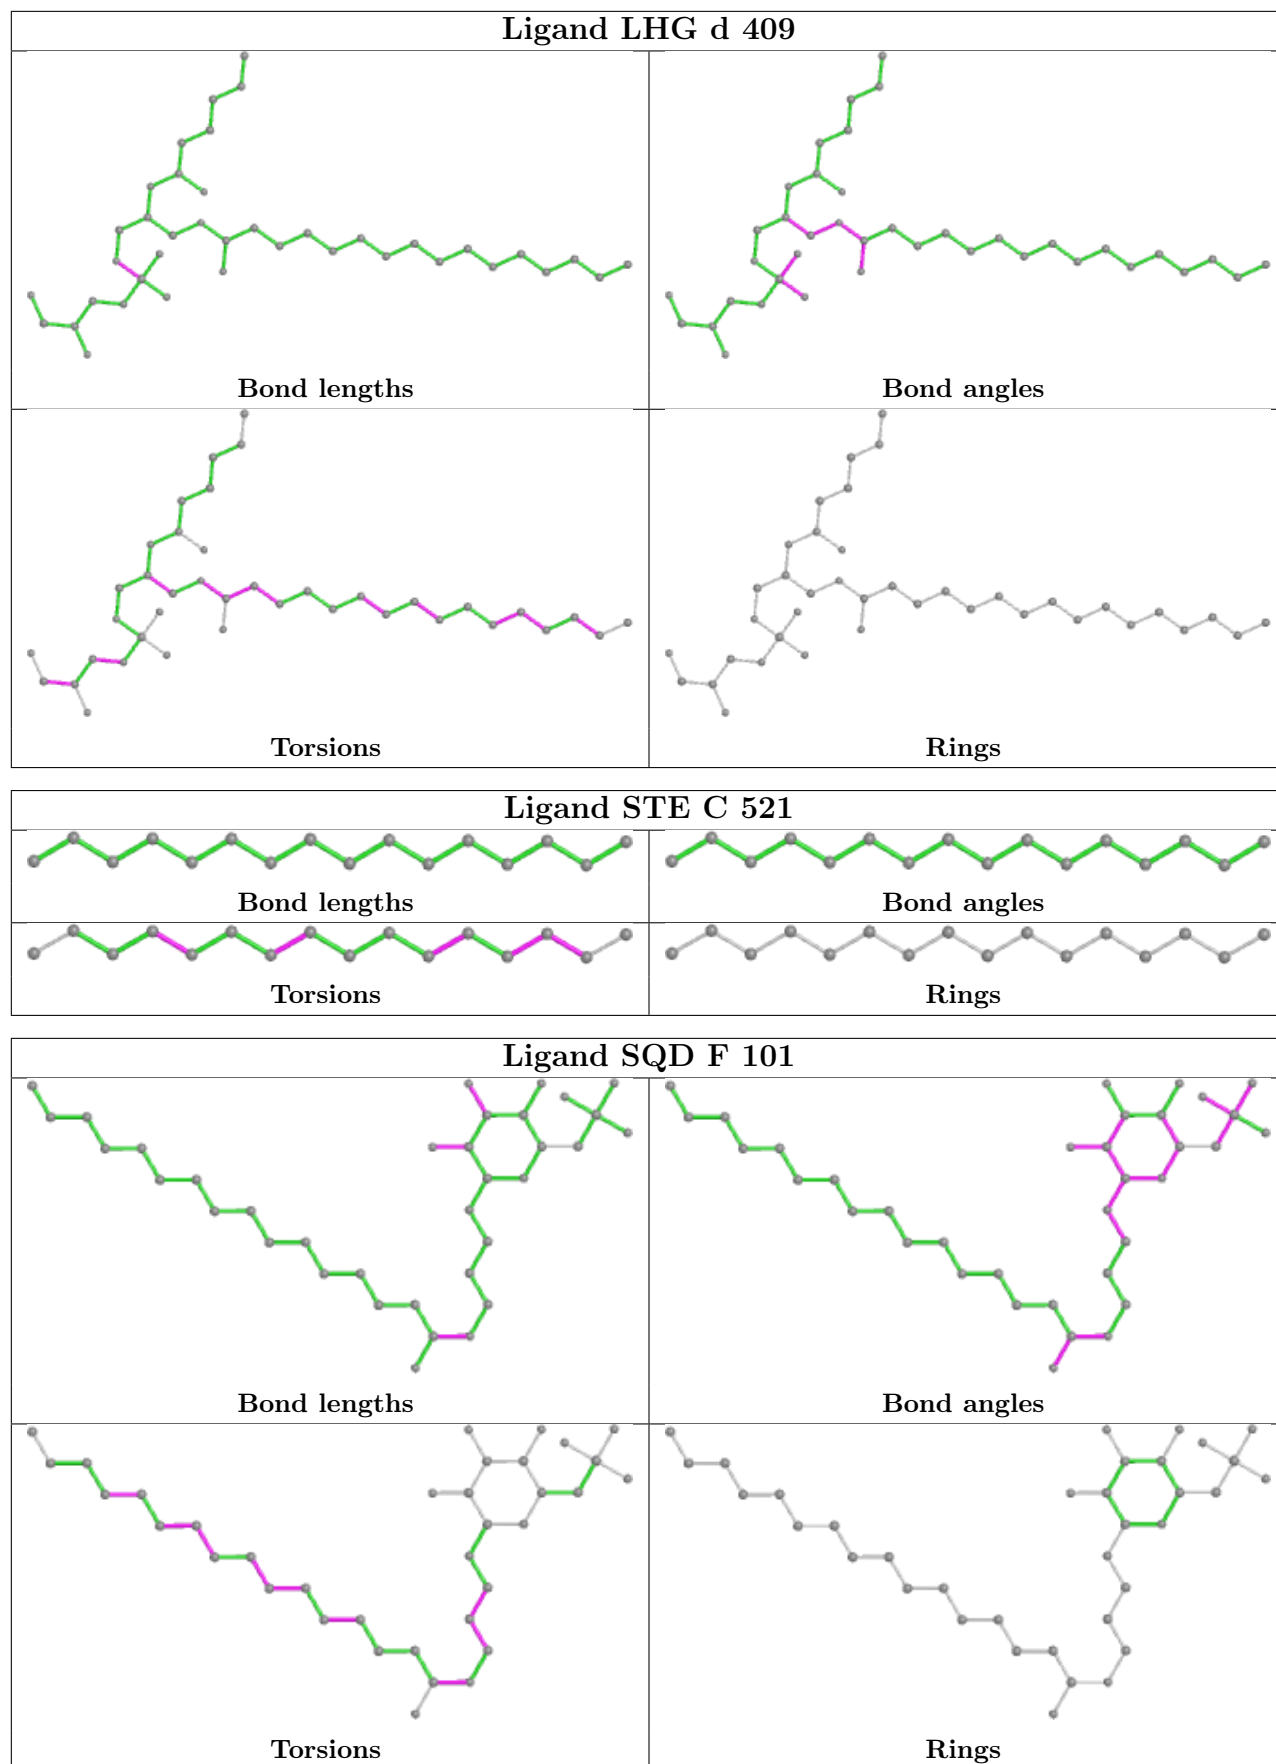 Ligand LHG d 409
Bond lengths
Bond angles
Torsions
Rings
Ligand STE C 521
Bond lengths
Bond angles
Torsions
Rings
Ligand SQD F 101
Bond lengths
Bond angles
Torsions
Rings